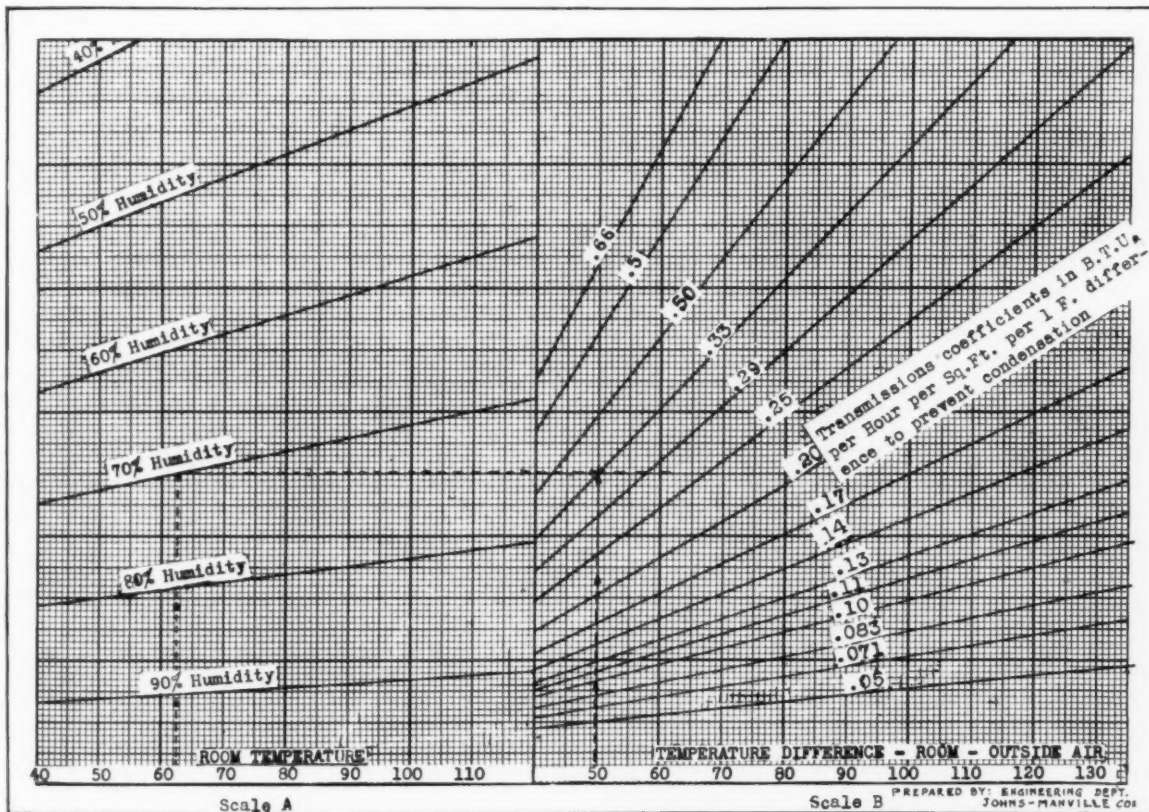 40%
50% Humidity
60% Humidity
70% Humidity
80% Humidity
90% Humidity
.66
.5
.50
.33
.29
.25
.20
.17
.14
.13
.11
.10
.083
.071
.05
Transmissions coefficients in B.T.U.
per Hour per Sq.Ft. per 1 F. differ-
ence to prevent condensation
ROOM TEMPERATURE
TEMPERATURE DIFFERENCE - ROOM - OUTSIDE AIR
40 50 60 70 80 90 100 110 50 60 70 80 90 100 110 120 130
Scale A
Scale B
PREPARED BY: ENGINEERING DEPT.
JOHNS-MANVILLE